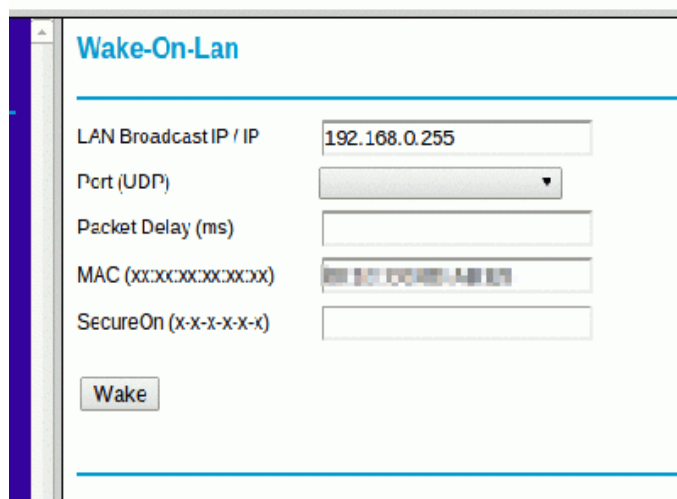 Wake-On-Lan
LAN Broadcast IP / IP 192.168.0.255
Port (UDP)
Packet Delay (ms)
MAC (xx:xx:xx:xx:xx:xx)
SecureOn (x-x-x-x-x-x)
Wake